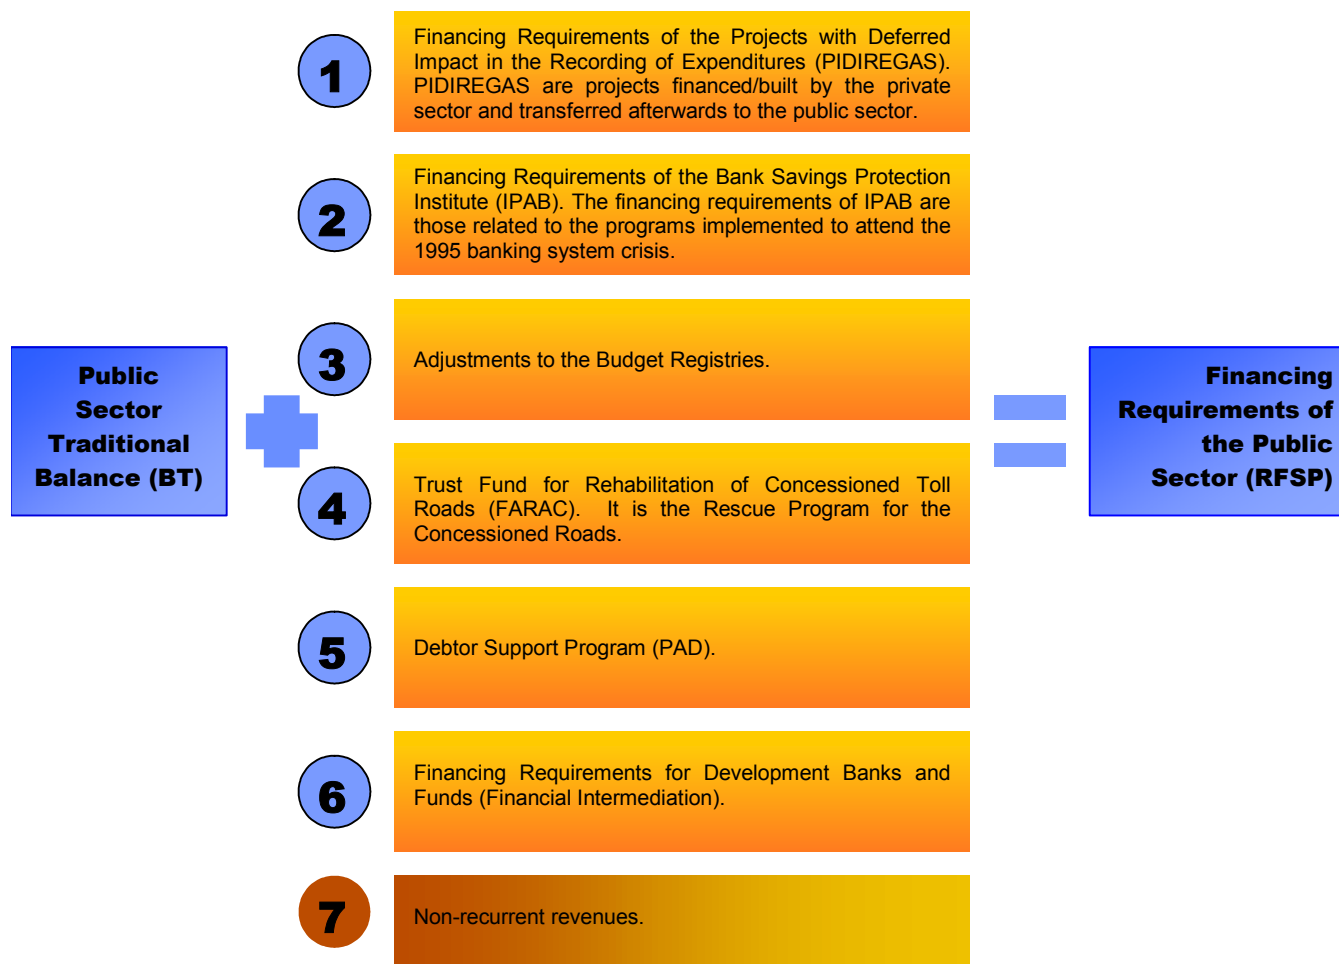 1
Financing Requirements of the Projects with Deferred
Impact in the Recording of Expenditures (PIDIREGAS).
PIDIREGAS are projects financed/built by the private
sector and transferred afterwards to the public sector.
2
Financing Requirements of the Bank Savings Protection
Institute (IPAB). The financing requirements of IPAB are
those related to the programs implemented to attend the
1995 banking system crisis.
Public
Sector
Traditional
Balance (BT)
3
Adjustments to the Budget Registries.
4
Trust Fund for Rehabilitation of Concessioned Toll
Roads (FARAC). It is the Rescue Program for the
Concessioned Roads.
5
Debtor Support Program (PAD).
6
Financing Requirements for Development Banks and
Funds (Financial Intermediation).
7
Non-recurrent revenues.
Financing
Requirements of
the Public
Sector (RFSP)